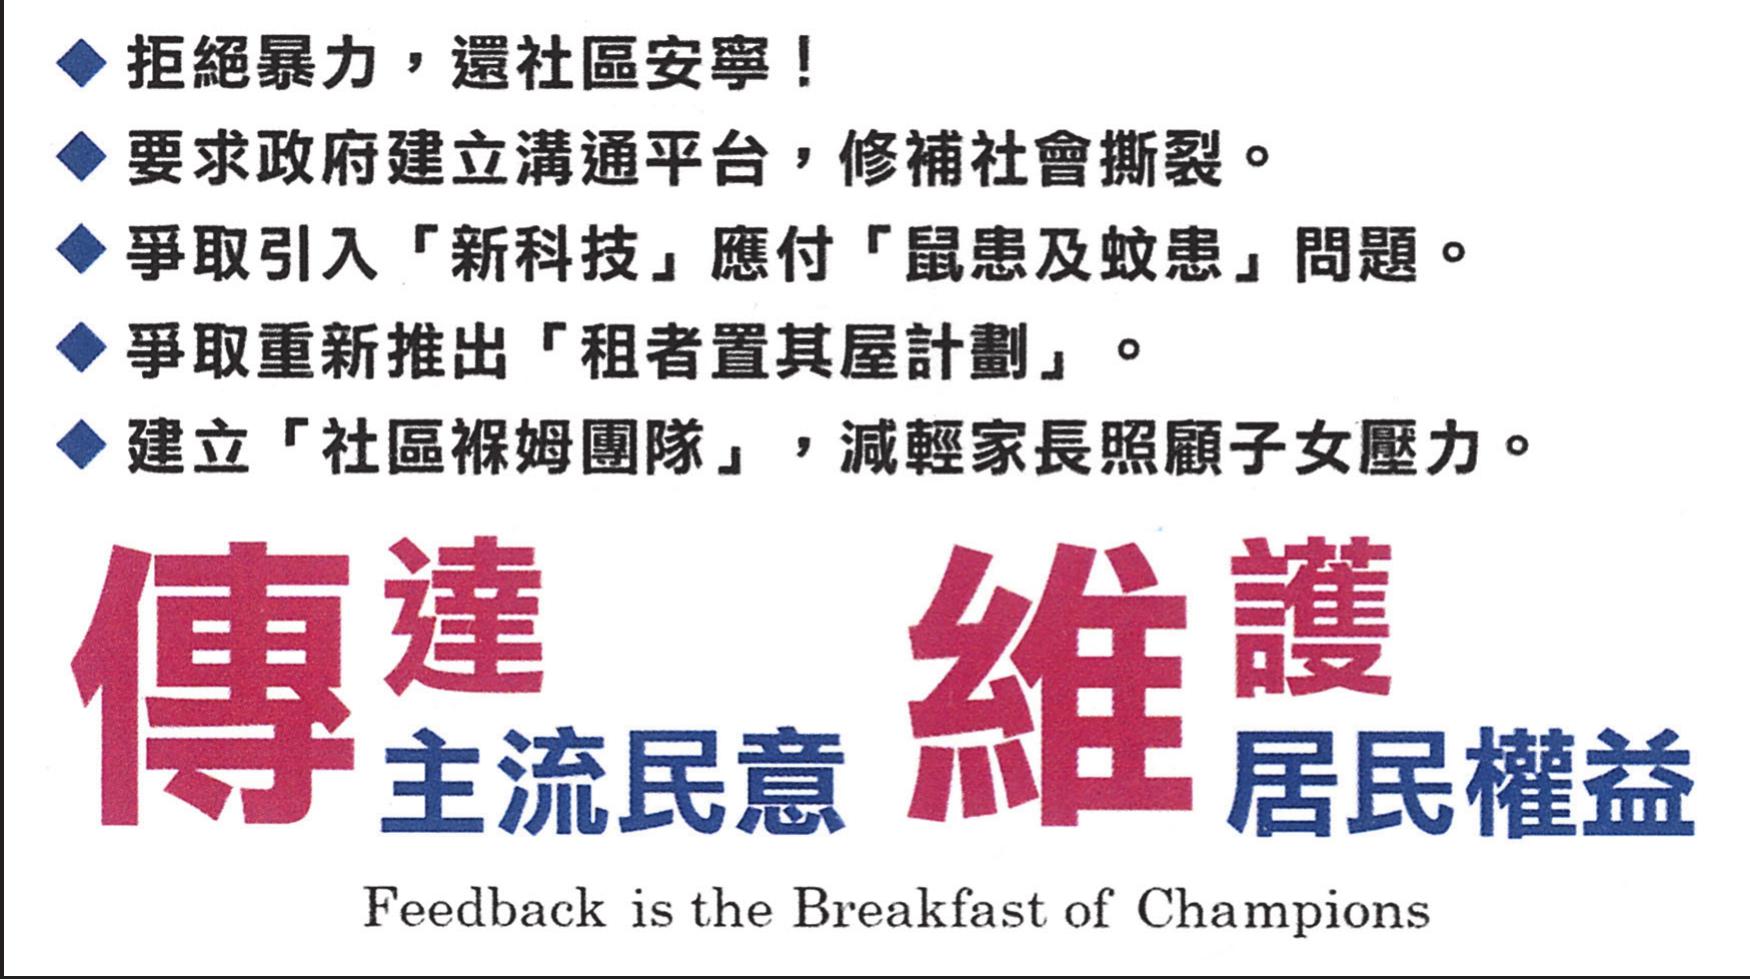 ◆ 拒絕暴力，還社區安寧！
◆ 要求政府建立溝通平台，修補社會撕裂。
◆ 爭取引入「新科技」應付「鼠患及蚊患」問題。
◆ 爭取重新推出「租者置其屋計劃」。
◆ 建立「社區褓姆團隊」，減輕家長照顧子女壓力。
傳達主流民意 維護居民權益
Feedback is the Breakfast of Champions